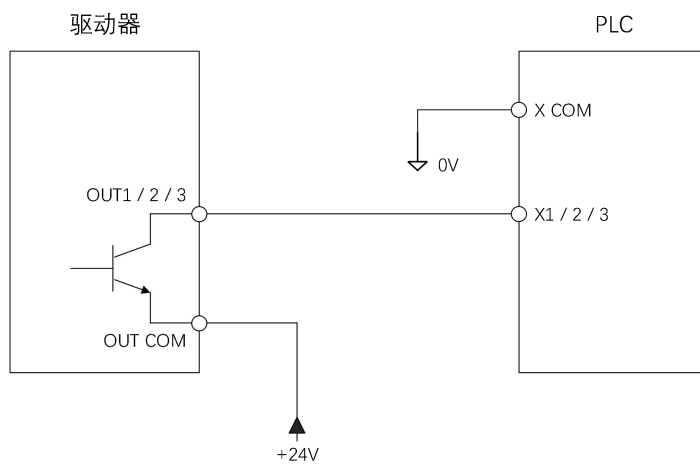 驱动器
PLC
X COM
0V
OUT1 / 2 / 3
X1 / 2 / 3
OUT COM
+24V